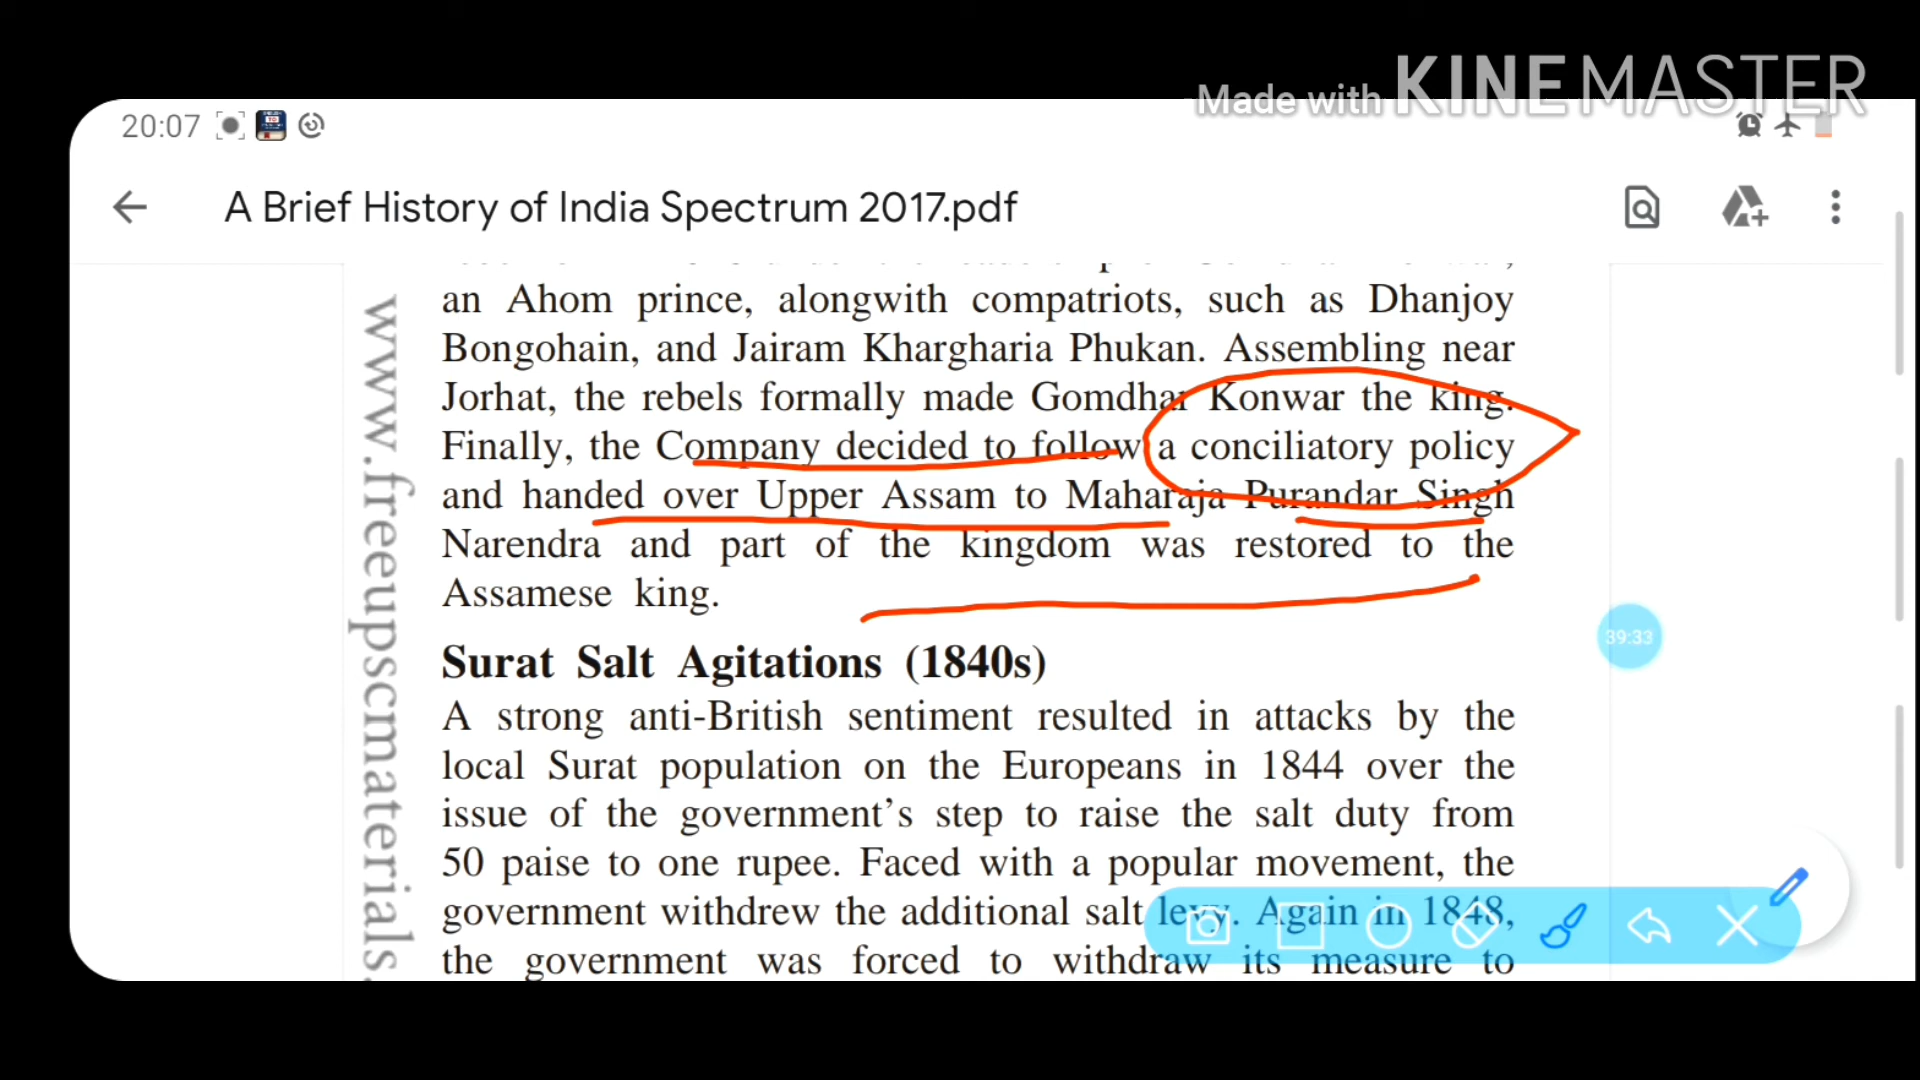 Made with KINEMASTER
20:07
A Brief History of India Spectrum 2017.pdf
an Ahom prince, alongwith compatriots, such as Dhanjoy
Bongohain, and Jairam Khargharia Phukan. Assembling near
Jorhat, the rebels formally made Gomdhar Konwar the king.
Finally, the Company decided to follow a conciliatory policy
and handed over Upper Assam to Maharaja Purandar Singh
Narendra and part of the kingdom was restored to the
Assamese king.
Surat Salt Agitations (1840s)
A strong anti-British sentiment resulted in attacks by the
local Surat population on the Europeans in 1844 over the
issue of the government's step to raise the salt duty from
50 paise to one rupee. Faced with a popular movement, the
government withdrew the additional salt levy. Again in 1848,
the government was forced to withdraw its measure to
www.freeupscmaterials.
39:33